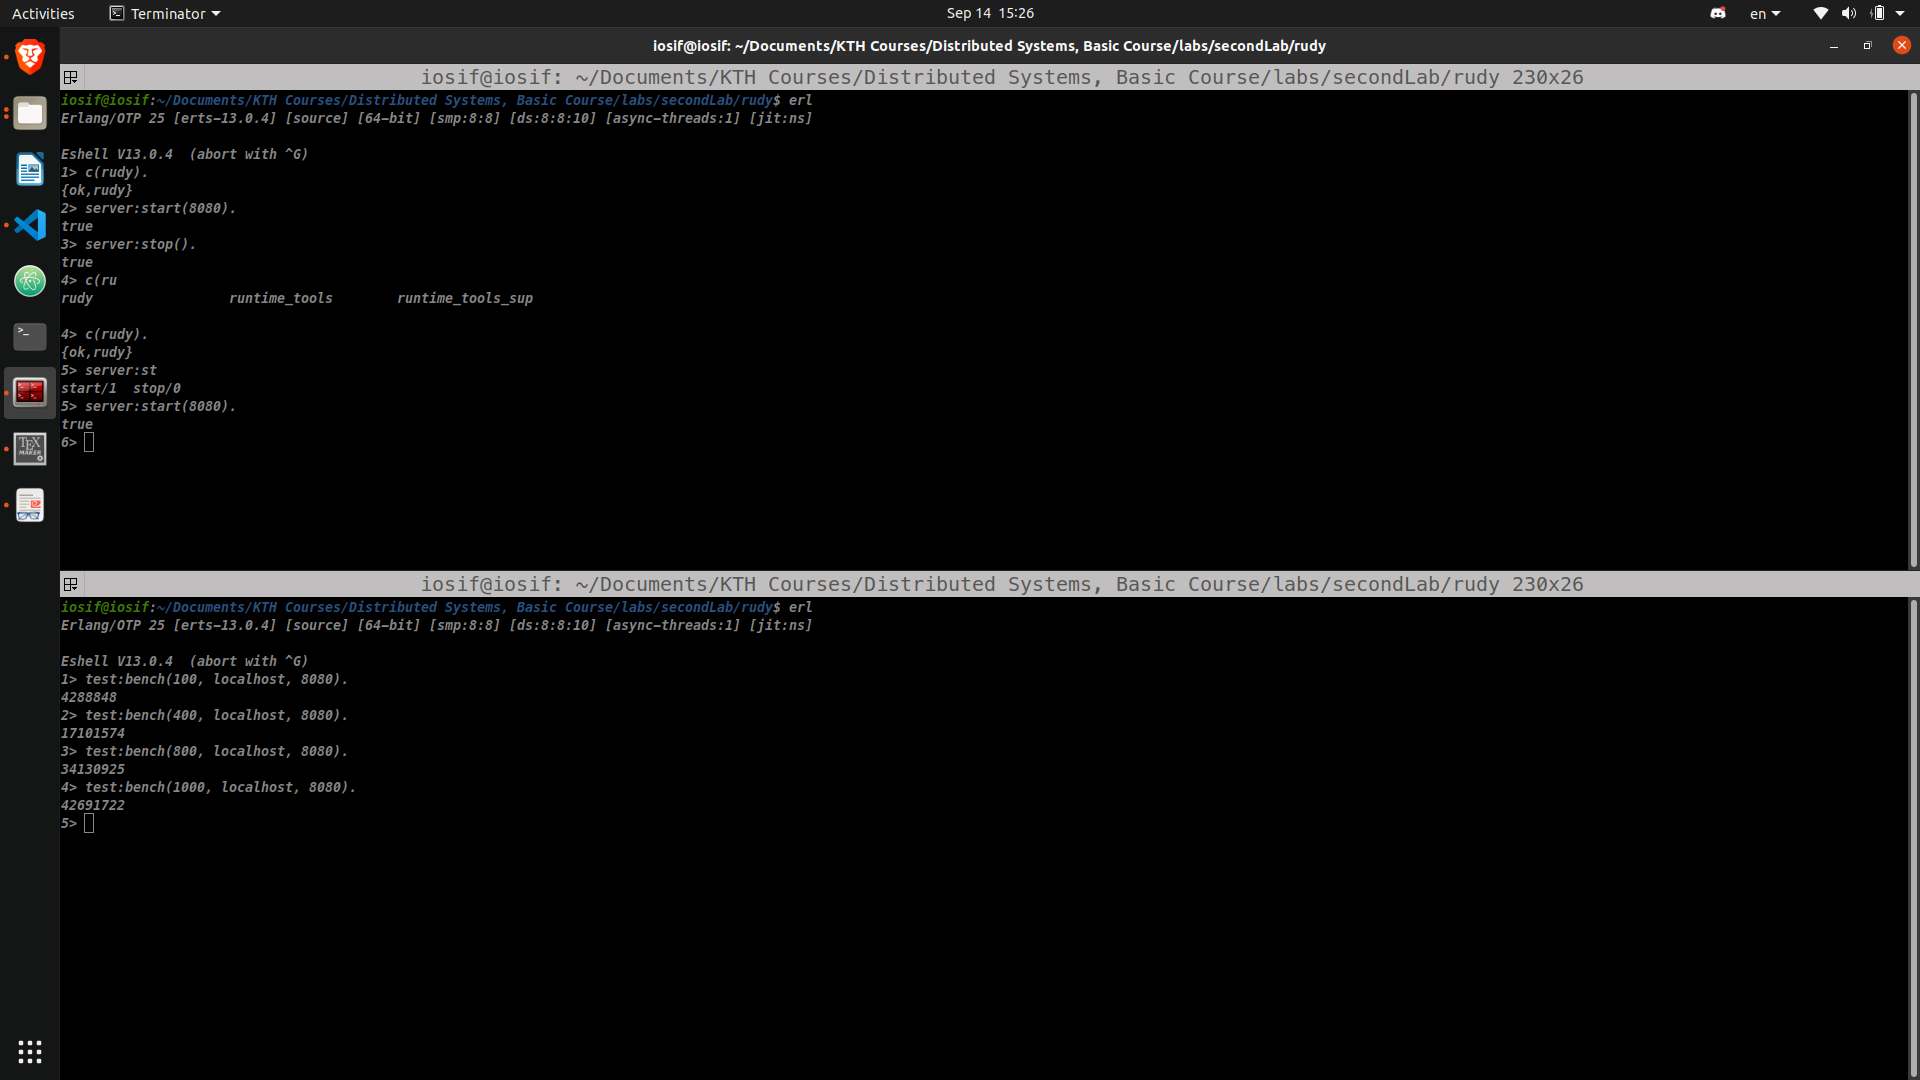 Activities
Terminator
Sep 14 15:26
en
iosif@iosif: ~/Documents/KTH Courses/Distributed Systems, Basic Course/labs/secondLab/rudy
iosif@iosif: ~/Documents/KTH Courses/Distributed Systems, Basic Course/labs/secondLab/rudy 230x26
iosif@iosif:~/Documents/KTH Courses/Distributed Systems, Basic Course/labs/secondLab/rudy$ erl
Erlang/OTP 25 [erts-13.0.4] [source] [64-bit] [smp:8:8] [ds:8:8:10] [async-threads:1] [jit:ns]
Eshell V13.0.4  (abort with ^G)
1> c(rudy).
{ok,rudy}
2> server:start(8080).
true
3> server:stop().
true
4> c(ru
rudy                 runtime_tools        runtime_tools_sup
4> c(rudy).
{ok,rudy}
5> server:st
start/1  stop/0
5> server:start(8080).
true
6>
iosif@iosif: ~/Documents/KTH Courses/Distributed Systems, Basic Course/labs/secondLab/rudy 230x26
iosif@iosif:~/Documents/KTH Courses/Distributed Systems, Basic Course/labs/secondLab/rudy$ erl
Erlang/OTP 25 [erts-13.0.4] [source] [64-bit] [smp:8:8] [ds:8:8:10] [async-threads:1] [jit:ns]
Eshell V13.0.4  (abort with ^G)
1> test:bench(100, localhost, 8080).
4288848
2> test:bench(400, localhost, 8080).
17101574
3> test:bench(800, localhost, 8080).
34130925
4> test:bench(1000, localhost, 8080).
42691722
5>
TEX
MAKER